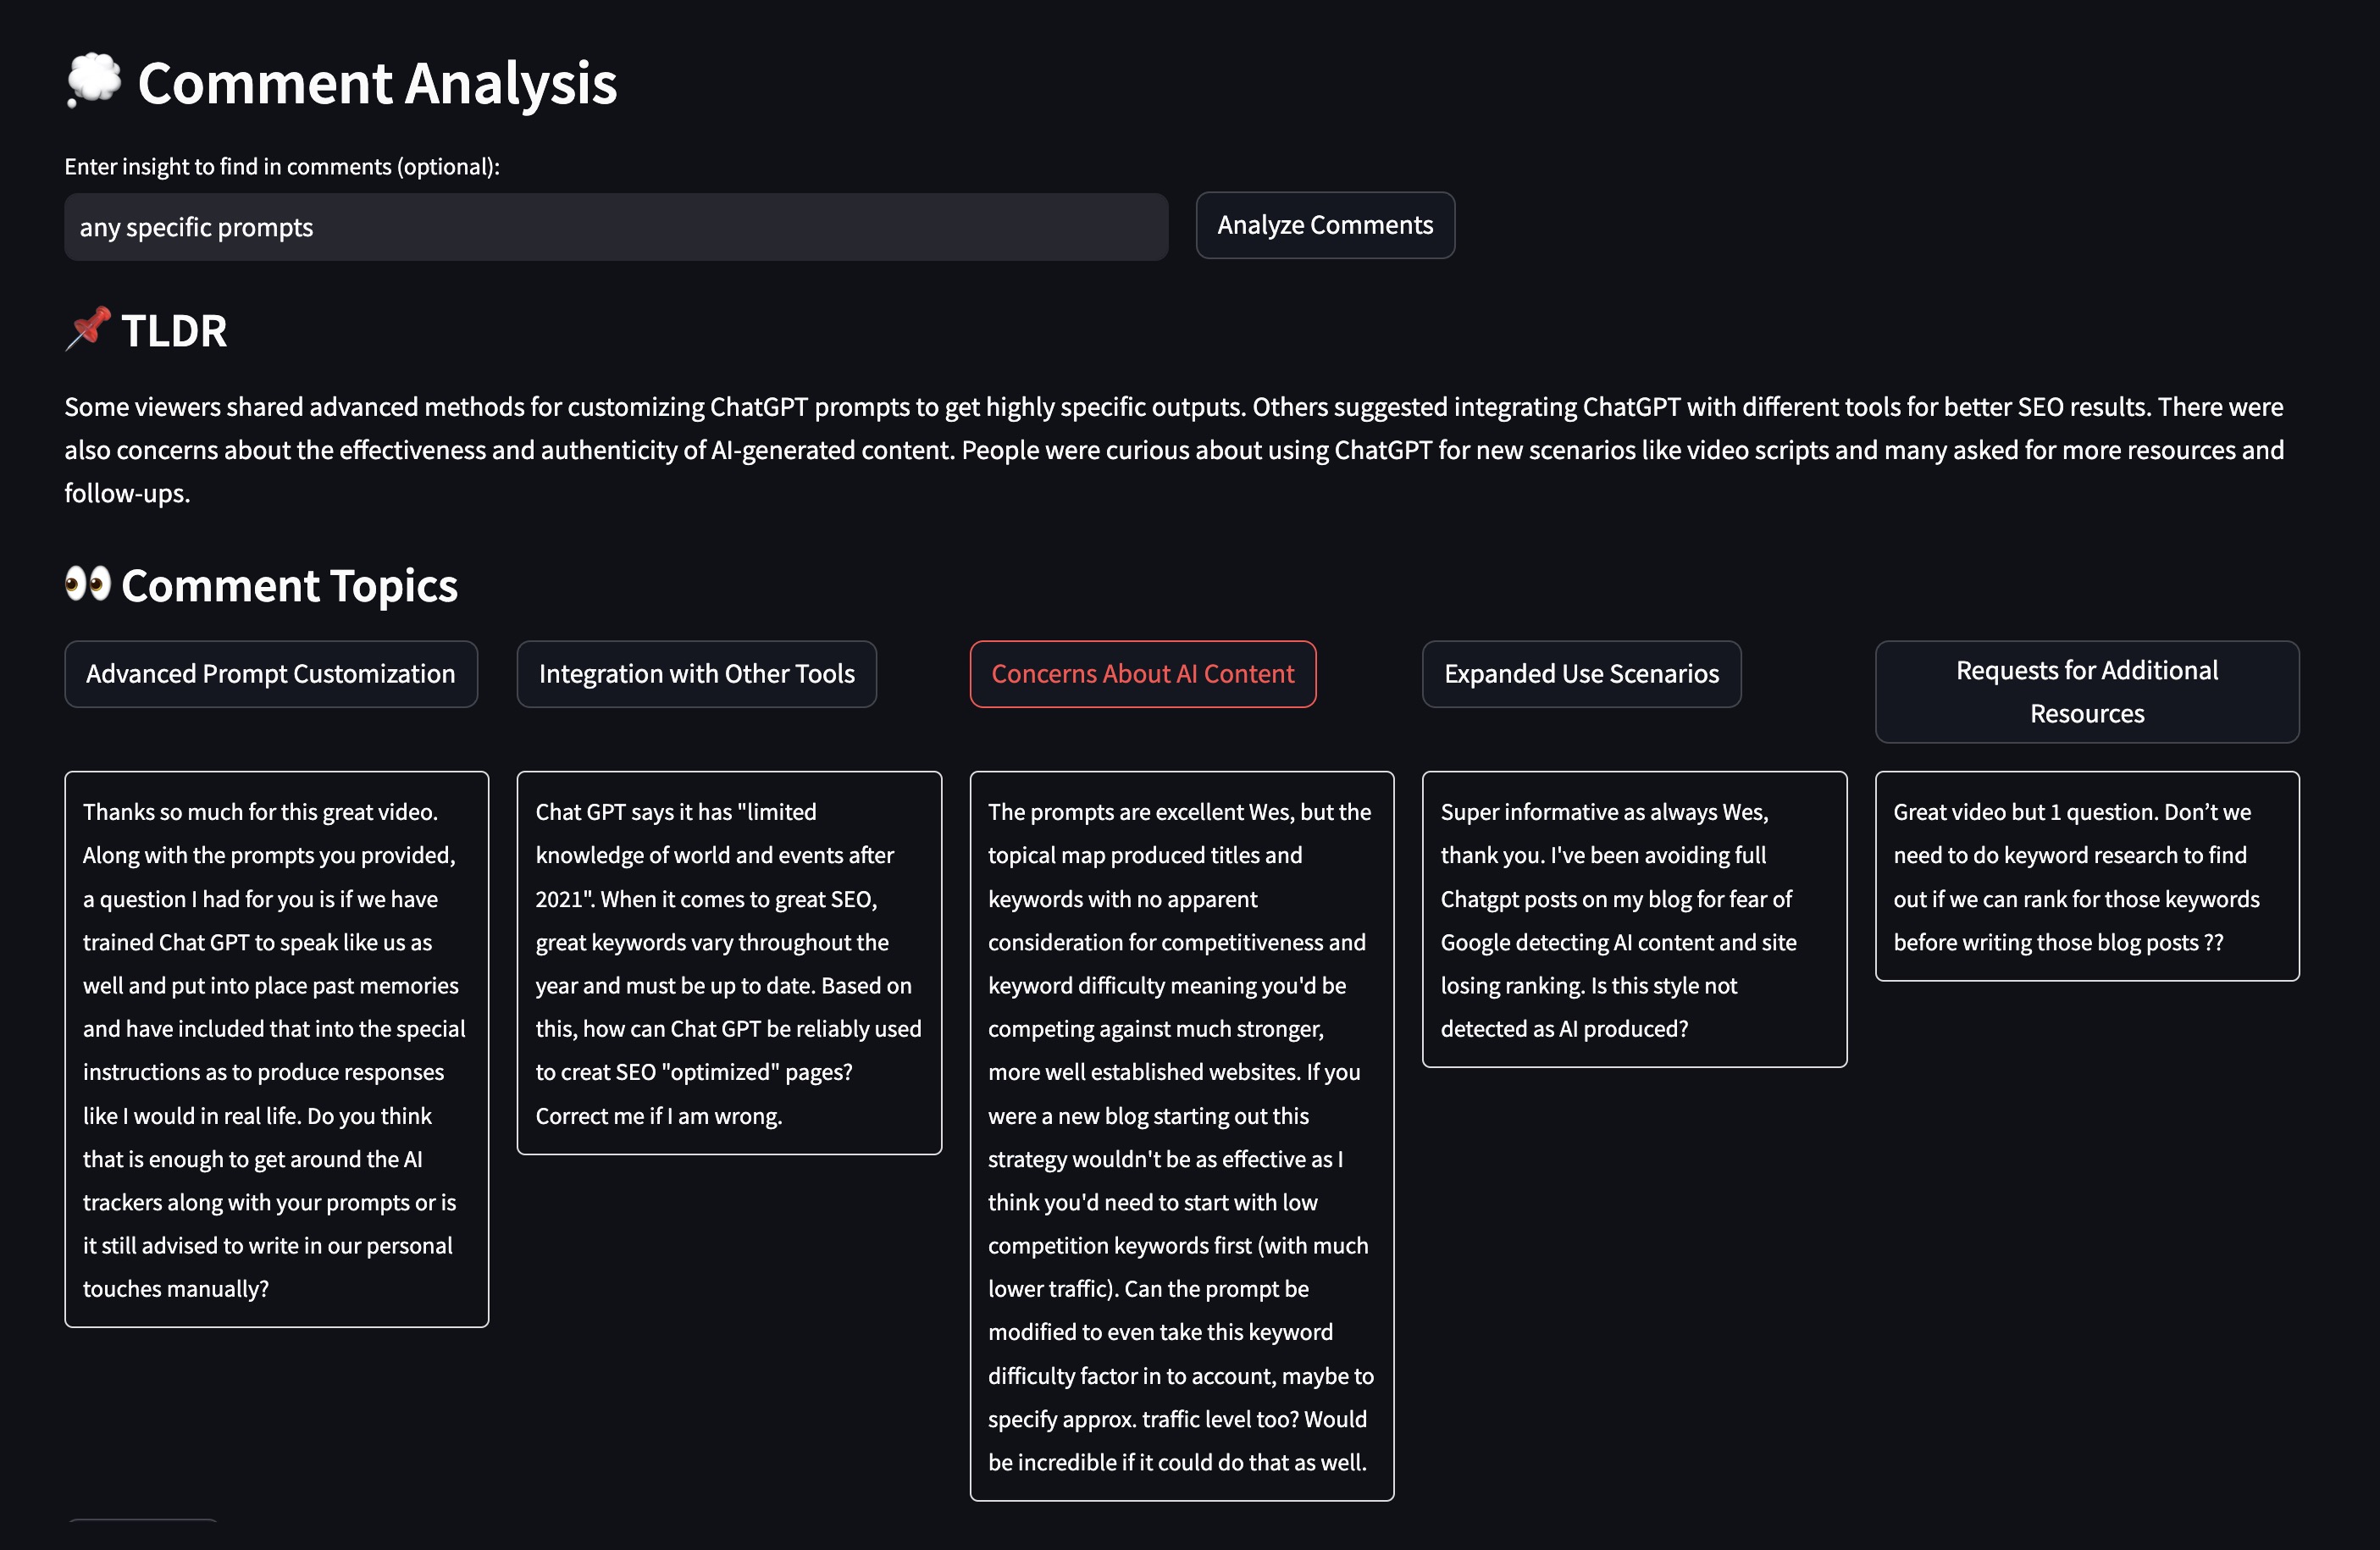 Comment Analysis
Enter insight to find in comments (optional):
any specific prompts
Analyze Comments
TLDR
Some viewers shared advanced methods for customizing ChatGPT prompts to get highly specific outputs. Others suggested integrating ChatGPT with different tools for better SEO results. There were
also concerns about the effectiveness and authenticity of AI-generated content. People were curious about using ChatGPT for new scenarios like video scripts and many asked for more resources and
follow-ups.
Comment Topics
Advanced Prompt Customization
Integration with Other Tools
Concerns About AI Content
Expanded Use Scenarios
Requests for Additional
Resources
Thanks so much for this great video.
Along with the prompts you provided,
a question I had for you is if we have
trained Chat GPT to speak like us as
well and put into place past memories
and have included that into the special
instructions as to produce responses
like I would in real life. Do you think
that is enough to get around the AI
trackers along with your prompts or is
it still advised to write in our personal
touches manually?
Chat GPT says it has "limited
knowledge of world and events after
2021". When it comes to great SEO,
great keywords vary throughout the
year and must be up to date. Based on
this, how can Chat GPT be reliably used
to creat SEO "optimized" pages?
Correct me if I am wrong.
The prompts are excellent Wes, but the
topical map produced titles and
keywords with no apparent
consideration for competitiveness and
keyword difficulty meaning you'd be
competing against much stronger,
more well established websites. If you
were a new blog starting out this
strategy wouldn't be as effective as I
think you'd need to start with low
competition keywords first (with much
lower traffic). Can the prompt be
modified to even take this keyword
difficulty factor in to account, maybe to
specify approx. traffic level too? Would
be incredible if it could do that as well.
Super informative as always Wes,
thank you. I've been avoiding full
Chatgpt posts on my blog for fear of
Google detecting AI content and site
losing ranking. Is this style not
detected as AI produced?
Great video but 1 question. Don’t we
need to do keyword research to find
out if we can rank for those keywords
before writing those blog posts ??